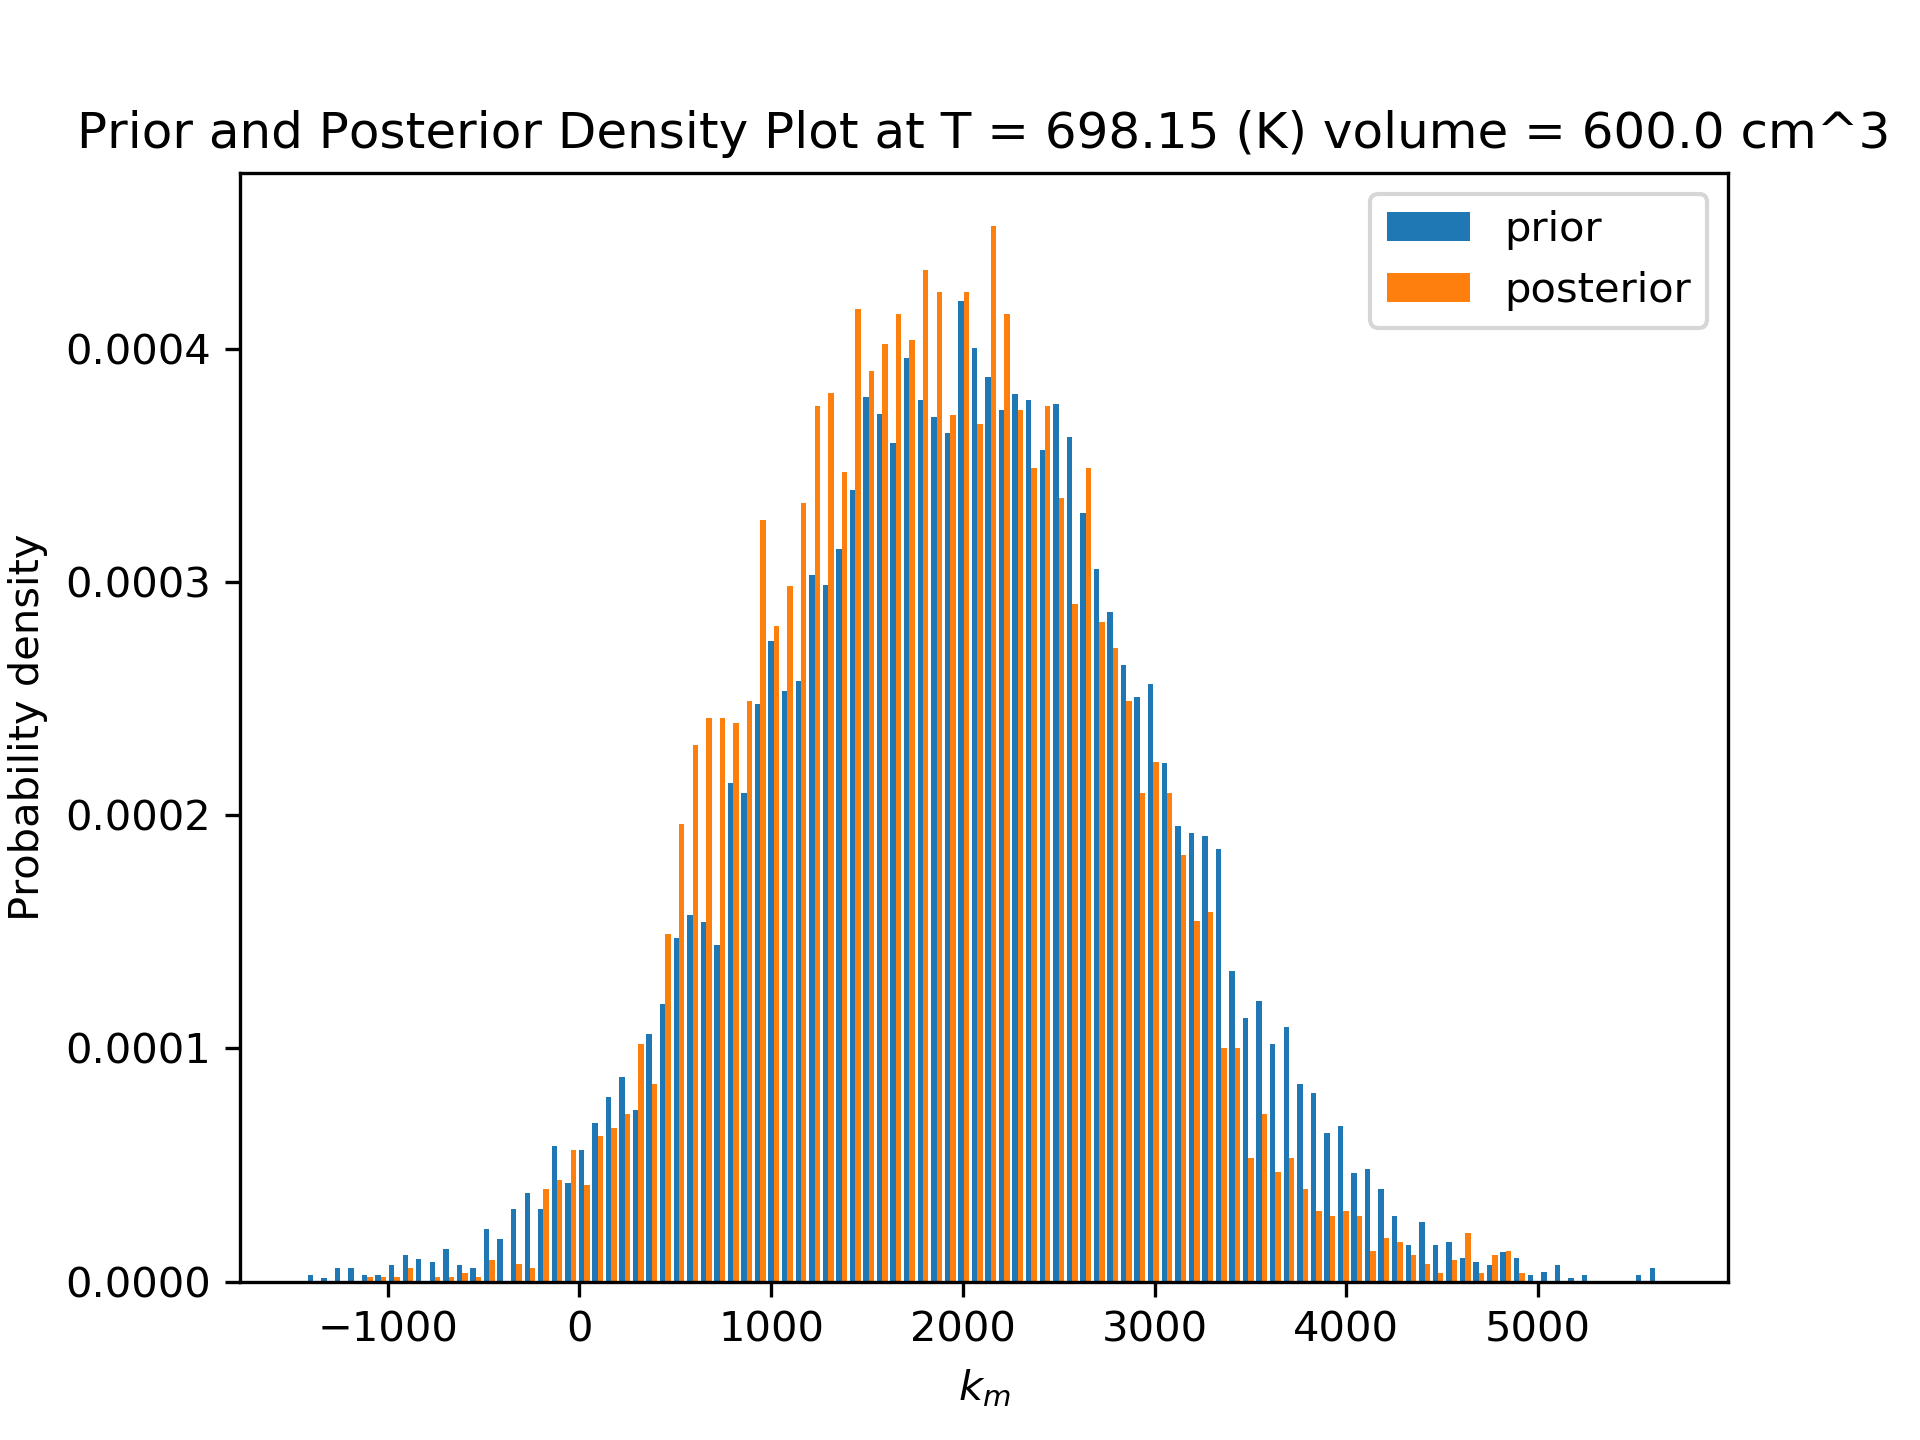 Prior and Posterior Density Plot at T = 698.15 (K) volume = 600.0 cm^3
prior
posterior
Probability density
0.0004
0.0003
0.0002
0.0001
0.0000
−1000 0 1000 2000 3000 4000 5000
k_m